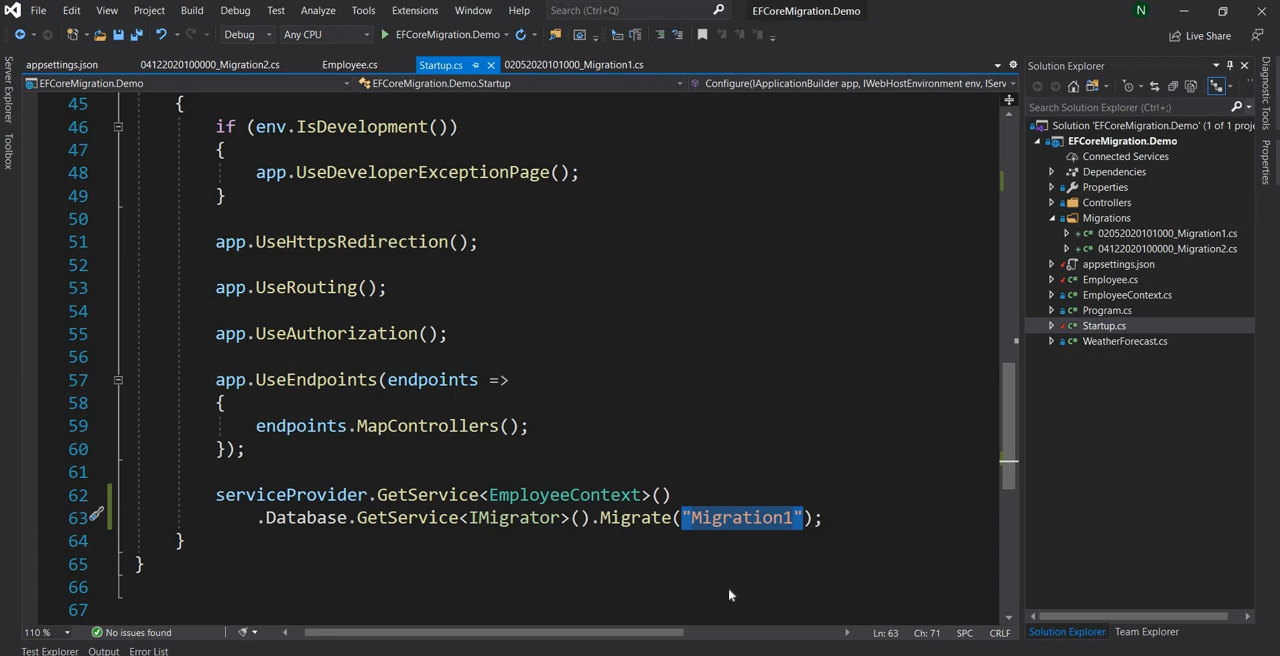 File Edit View Project Build Debug Test Analyze Tools Extensions Window Help Search (Ctrl+Q) EFCoreMigration.Demo N
Debug Any CPU EFCoreMigration.Demo Live Share
appsettings.json 04122020100000_Migration2.cs Employee.cs Startup.cs 02052020101000_Migration1.cs
EFCoreMigration.Demo EFCoreMigration.Demo.Startup Configure(IApplicationBuilder app, IWebHostEnvironment env, IServ
Server Explorer
Toolbox
45 {
46 if (env.IsDevelopment())
47 {
48 app.UseDeveloperExceptionPage();
49 }
50
51 app.UseHttpsRedirection();
52
53 app.UseRouting();
54
55 app.UseAuthorization();
56
57 app.UseEndpoints(endpoints =>
58 {
59 endpoints.MapControllers();
60 });
61
62 serviceProvider.GetService<EmployeeContext>()
63 .Database.GetService<IMigrator>().Migrate("Migration1");
64 }
65 }
66
67
110 % No issues found Ln: 63 Ch: 71 SPC CRLF
Test Explorer Output Error List
Solution Explorer
Search Solution Explorer (Ctrl+;)
Solution 'EFCoreMigration.Demo' (1 of 1 proje
EFCoreMigration.Demo
Connected Services
Dependencies
Properties
Controllers
Migrations
02052020101000_Migration1.cs
04122020100000_Migration2.cs
appsettings.json
Employee.cs
EmployeeContext.cs
Program.cs
Startup.cs
WeatherForecast.cs
Solution Explorer Team Explorer
Diagnostic Tools
Properties